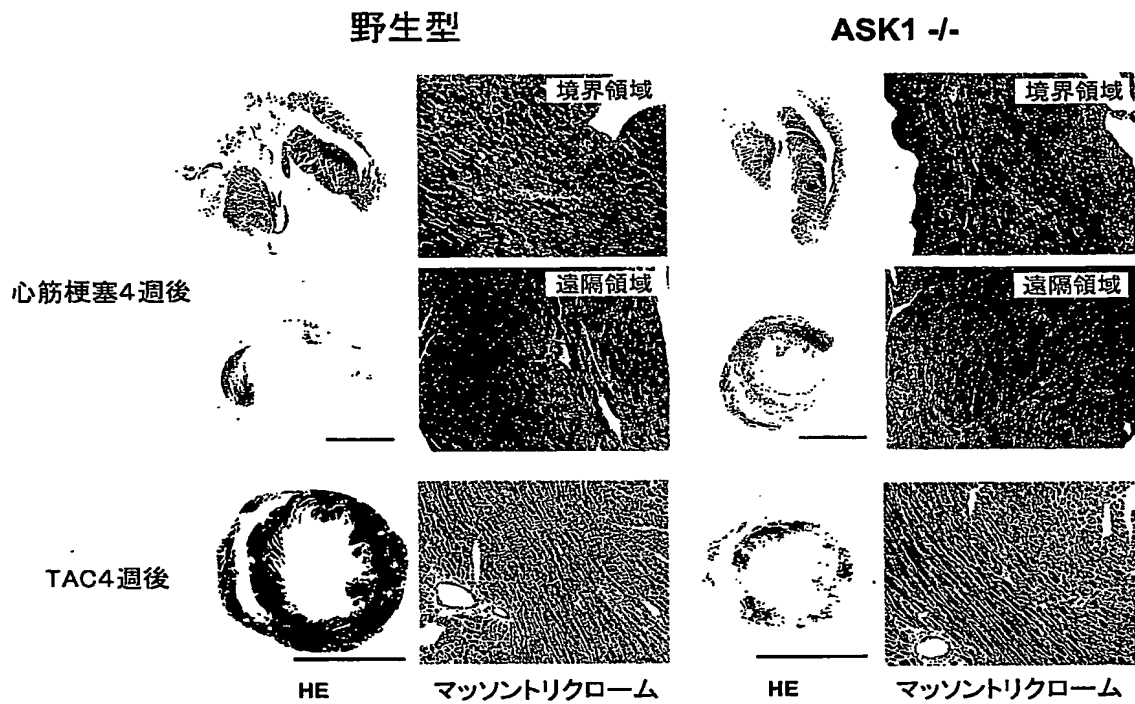 野生型
ASK1 -/-
境界領域
境界領域
心筋梗塞4週後
遠隔領域
遠隔領域
TAC4週後
HE
マッソントリクローム
HE
マッソントリクローム